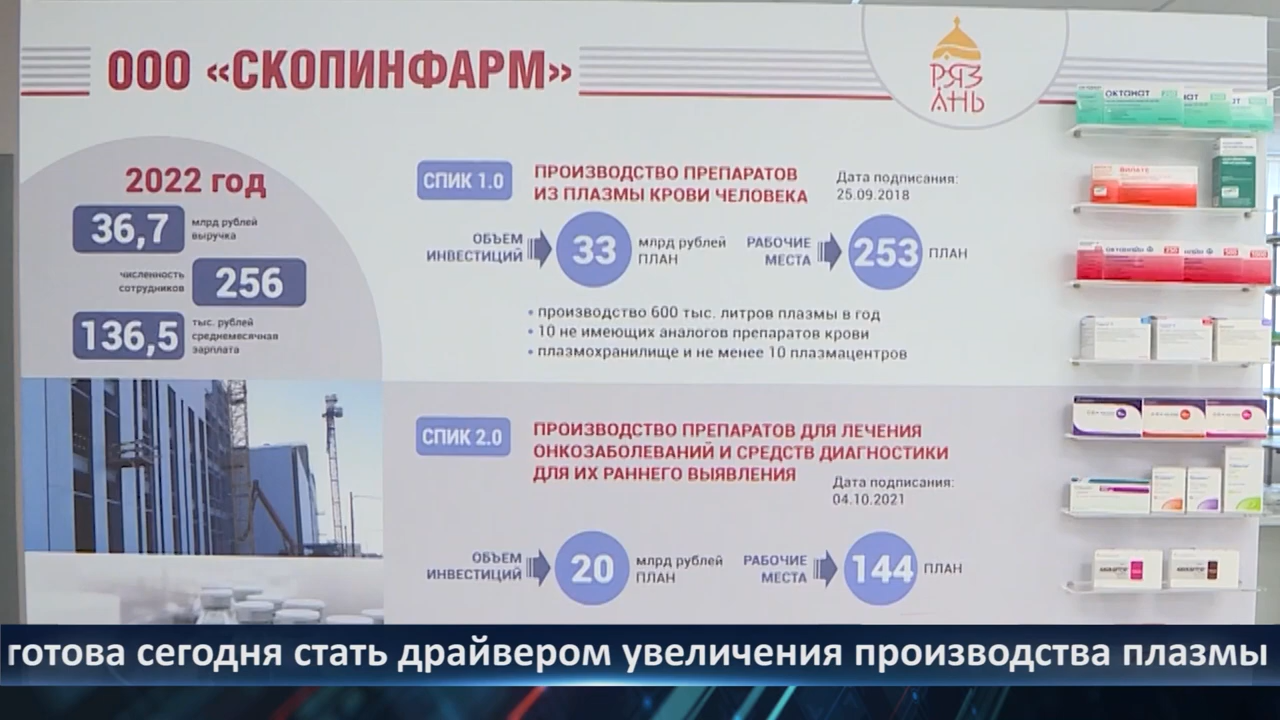 ООО «СКОПИНФАРМ»
РЯЗ
АНЬ
2022 год
36,7
млрд рублей
выручка
численность
сотрудников
256
136,5
тыс. рублей
среднемесячная
зарплата
СПИК 1.0
ПРОИЗВОДСТВО ПРЕПАРАТОВ
ИЗ ПЛАЗМЫ КРОВИ ЧЕЛОВЕКА
Дата подписания:
25.09.2018
ОБЪЕМ
ИНВЕСТИЦИЙ
33
млрд рублей
ПЛАН
РАБОЧИЕ
МЕСТА
253
ПЛАН
• производство 600 тыс. литров плазмы в год
• 10 не имеющих аналогов препаратов крови
• плазмохранилище и не менее 10 плазмацентров
СПИК 2.0
ПРОИЗВОДСТВО ПРЕПАРАТОВ ДЛЯ ЛЕЧЕНИЯ
ОНКОЗАБОЛЕВАНИЙ И СРЕДСТВ ДИАГНОСТИКИ
ДЛЯ ИХ РАННЕГО ВЫЯВЛЕНИЯ
Дата подписания:
04.10.2021
ОБЪЕМ
ИНВЕСТИЦИЙ
20
млрд рублей
ПЛАН
РАБОЧИЕ
МЕСТА
144
ПЛАН
ОКТАНАТ
ВИЛАТЕ
ОКТАНАЙН Ф
готова сегодня стать драйвером увеличения производства плазмы